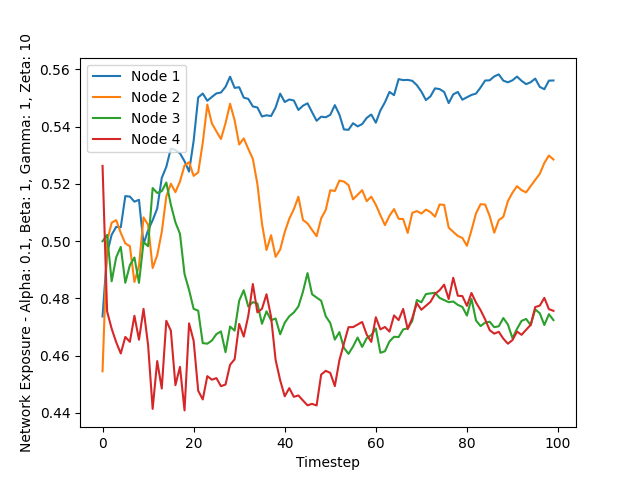 Node 1
Node 2
Node 3
Node 4
Network Exposure - Alpha: 0.1, Beta: 1, Gamma: 1, Zeta: 10
0.56
0.54
0.52
0.50
0.48
0.46
0.44
0 20 40 60 80 100
Timestep